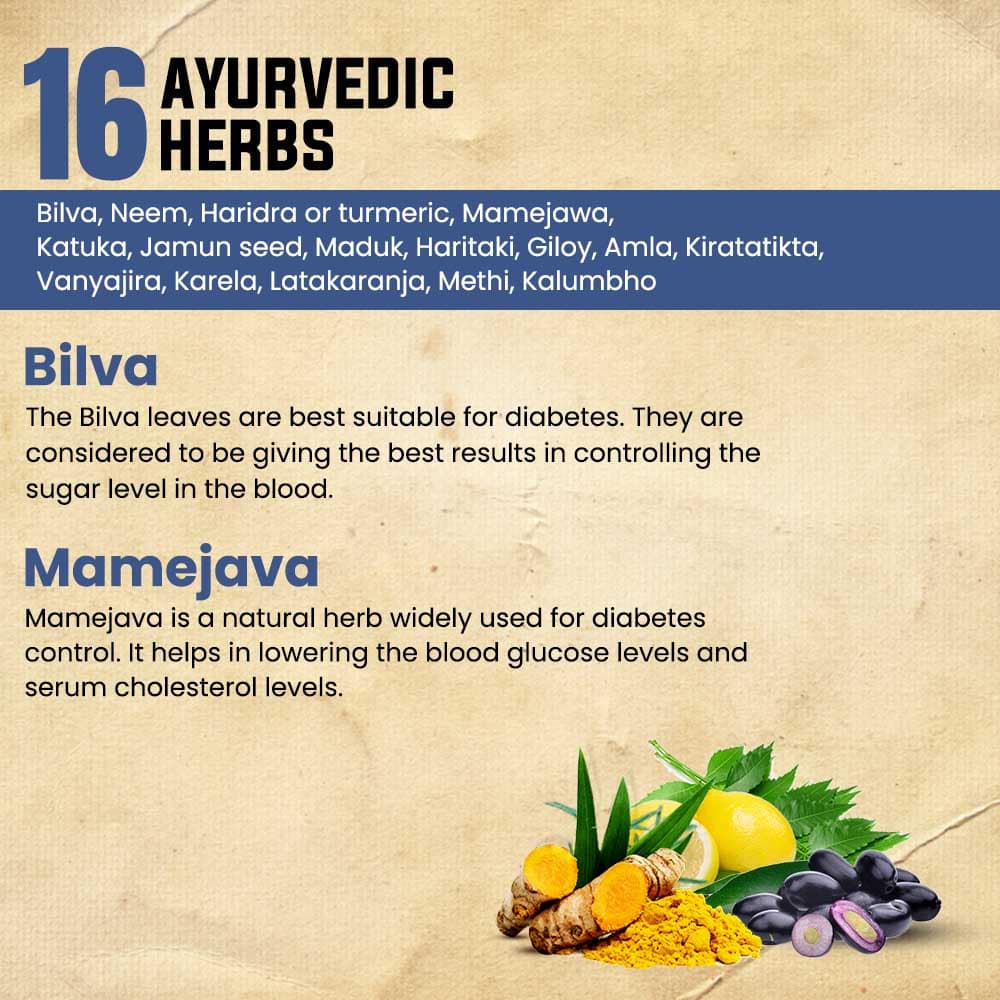 16 AYURVEDIC
HERBS
Bilva, Neem, Haridra or turmeric, Mamejawa,
Katuka, Jamun seed, Maduk, Haritaki, Giloy, Amla, Kiratatikta,
Vanyajira, Karela, Latakaranja, Methi, Kalumbho
Bilva
The Bilva leaves are best suitable for diabetes. They are
considered to be giving the best results in controlling the
sugar level in the blood.
Mamejava
Mamejava is a natural herb widely used for diabetes
control. It helps in lowering the blood glucose levels and
serum cholesterol levels.